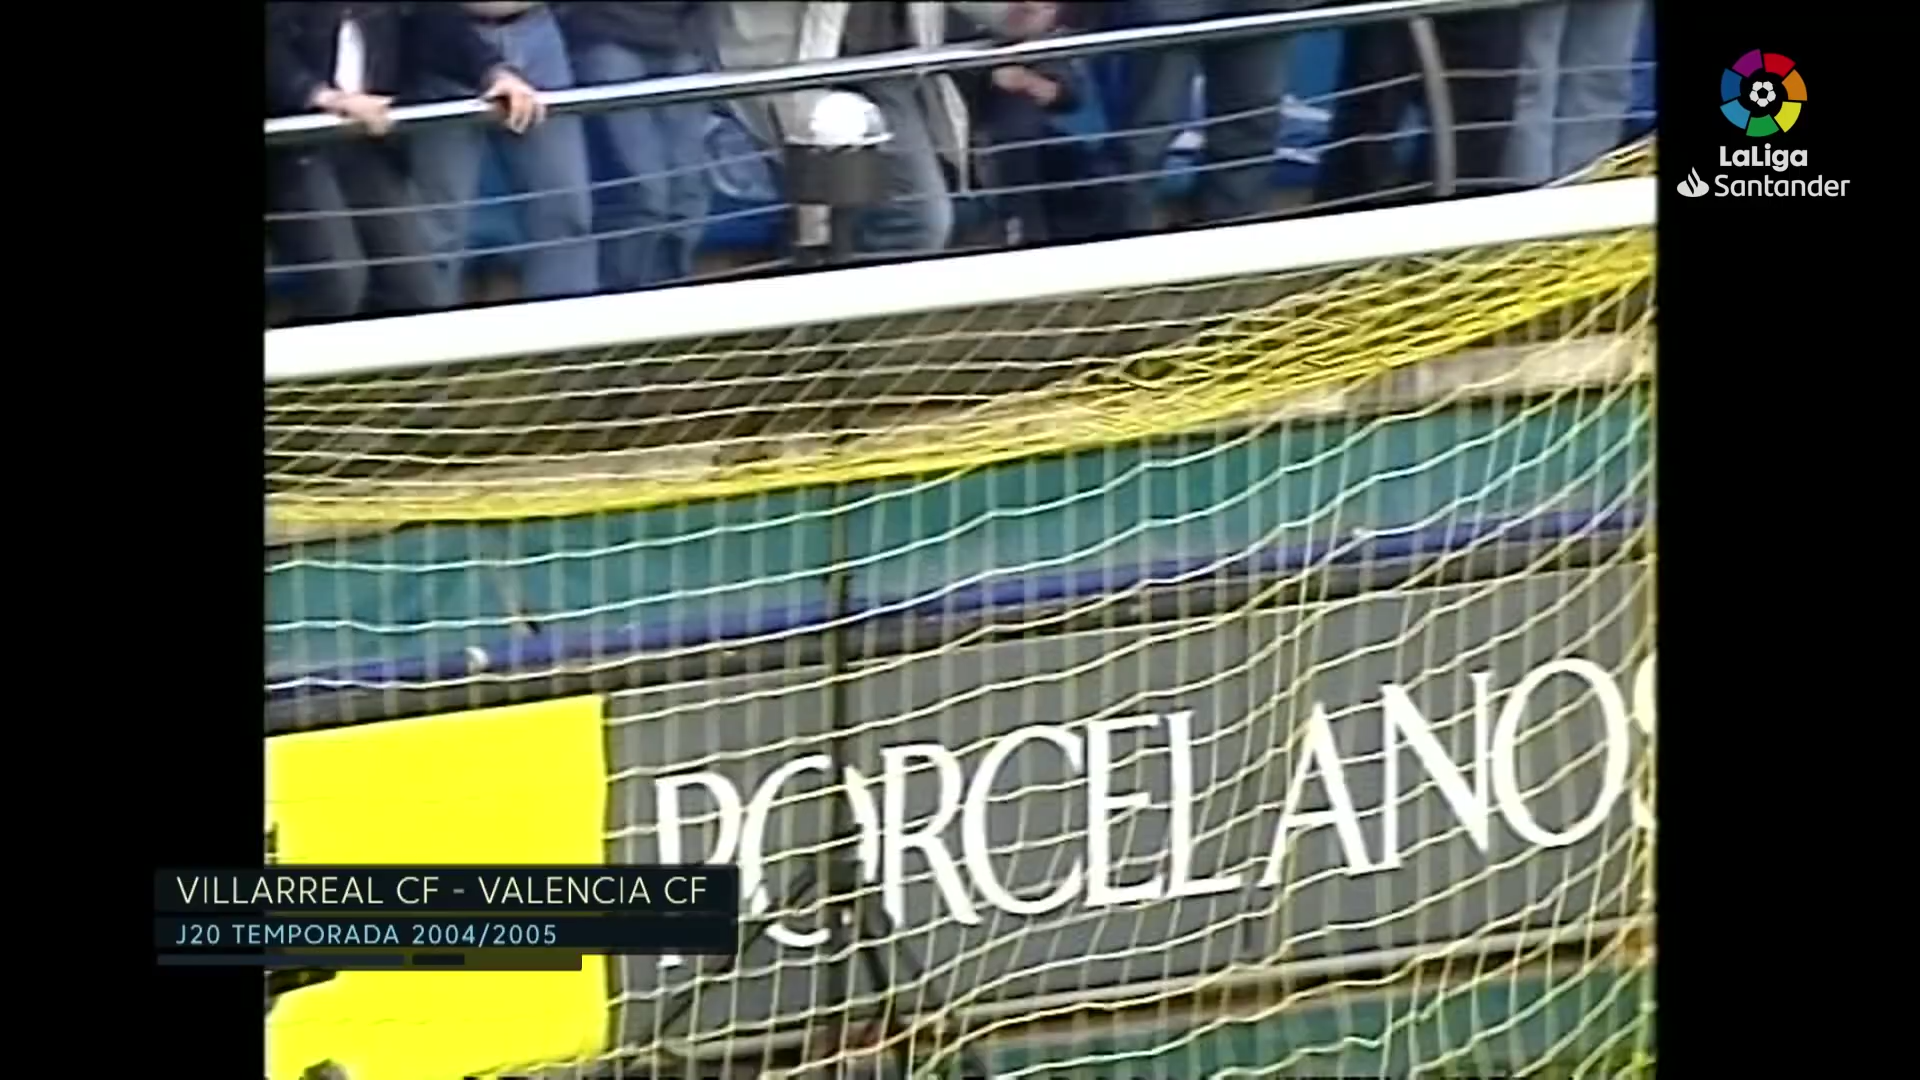 LaLiga
Santander
PORCELANOS
VILLARREAL CF - VALENCIA CF
J20 TEMPORADA 2004/2005